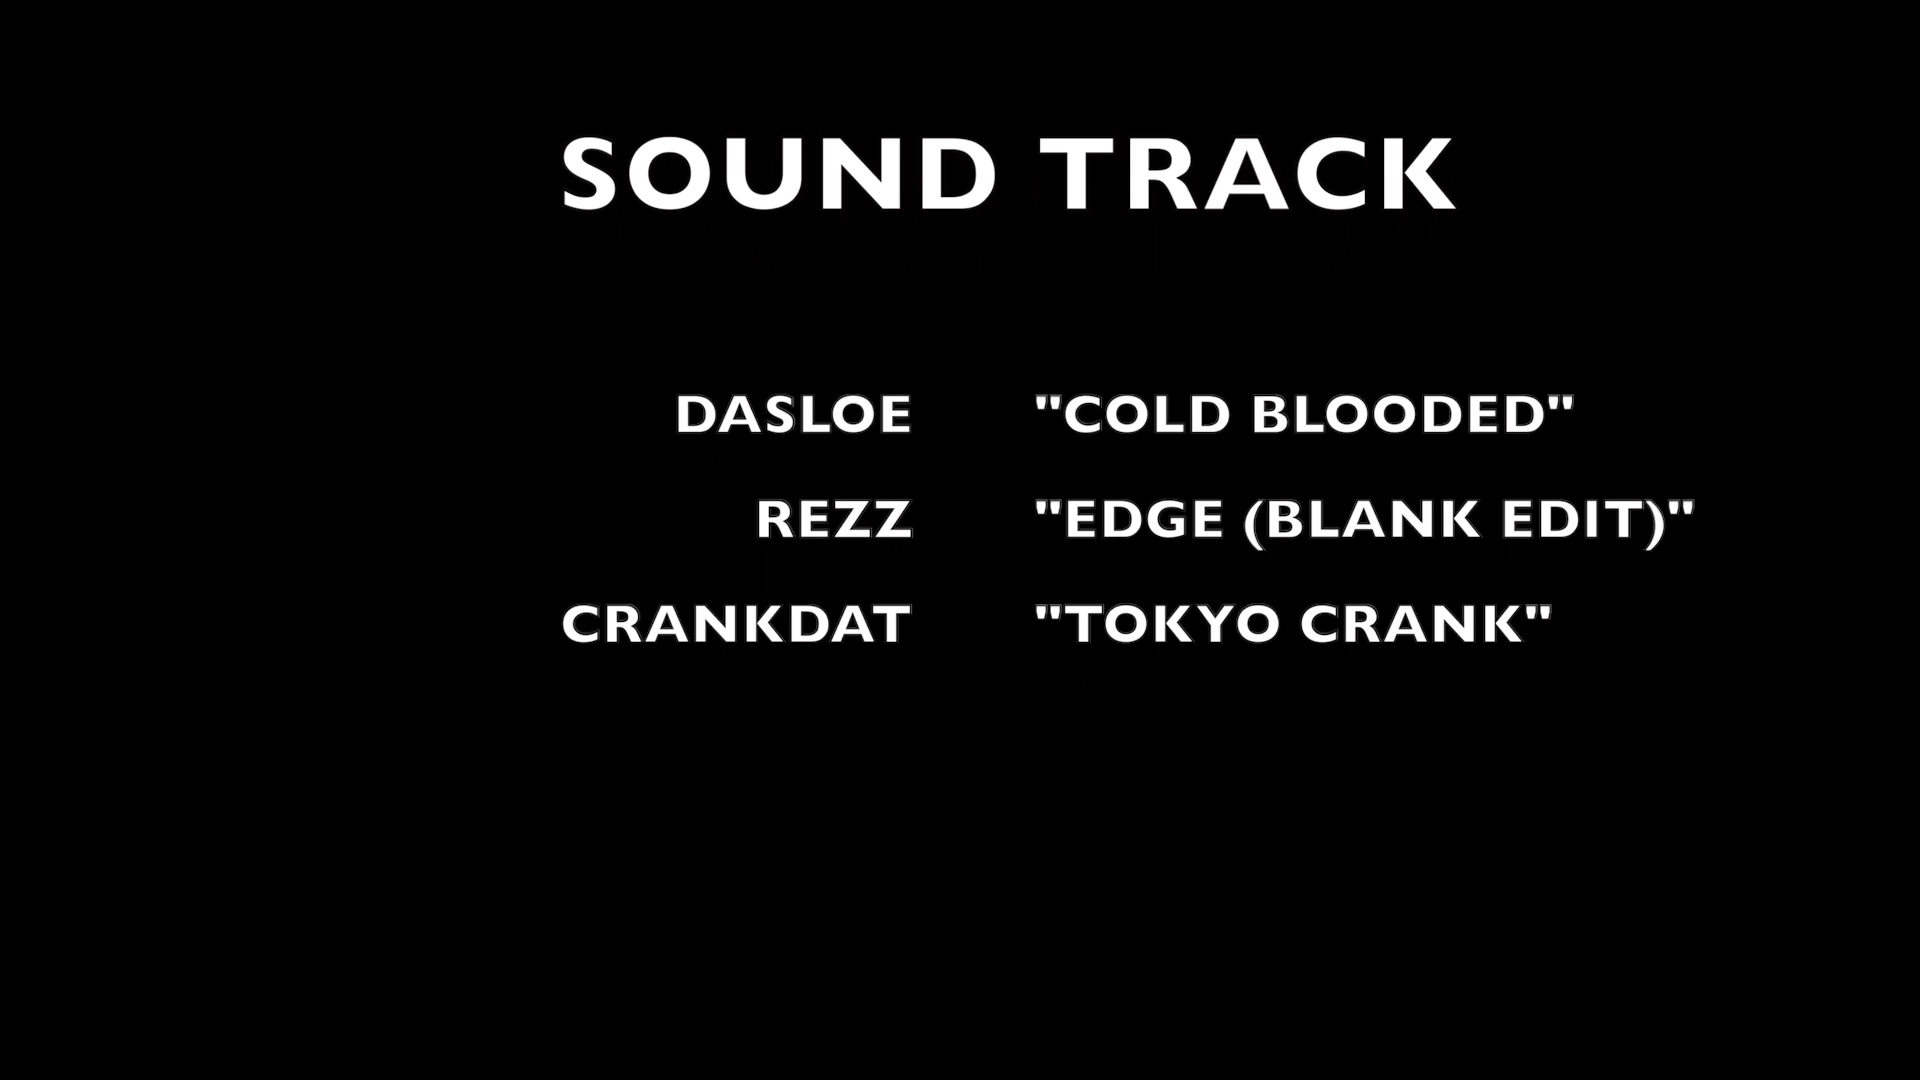 SOUND TRACK
DASLOE "COLD BLOODED"
REZZ "EDGE (BLANK EDIT)"
CRANKDAT "TOKYO CRANK"